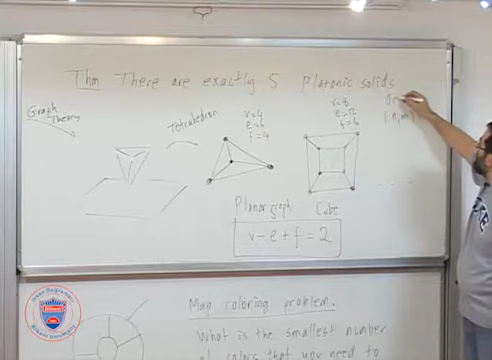 Thm There are exactly 5 Platonic solids
Graph
Theory
Tetrahedron
v=4
e=6
f=4
v=8
e=12
f=6
(n,m)
Planar graph
Cube
v-e+f=2
Map coloring problem.
What is the smallest number
of colors that you need to